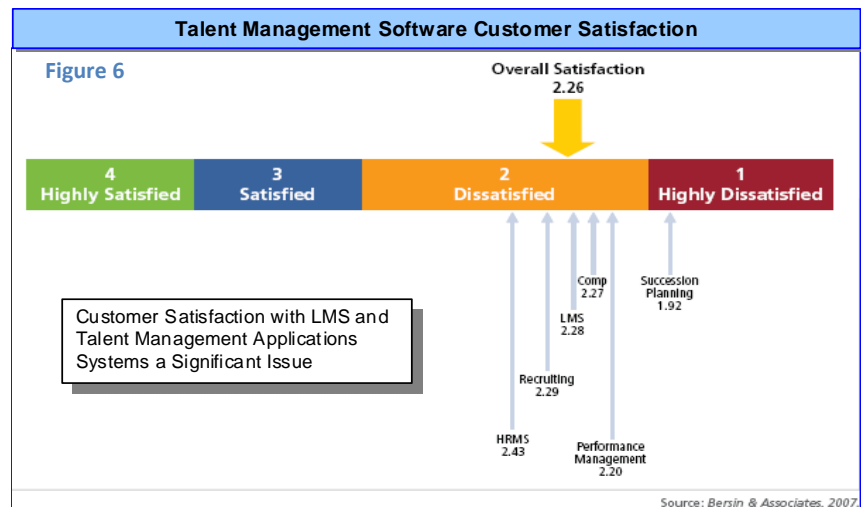 Talent Management Software Customer Satisfaction
Figure 6
Overall Satisfaction
2.26
4
Highly Satisfied
3
Satisfied
2
Dissatisfied
1
Highly Dissatisfied
Comp
2.27
Succession
Planning
1.92
LMS
2.28
Customer Satisfaction with LMS and
Talent Management Applications
Systems a Significant Issue
Recruiting
2.29
HRMS
2.43
Performance
Management
2.20
Source: Bersin & Associates, 2007.